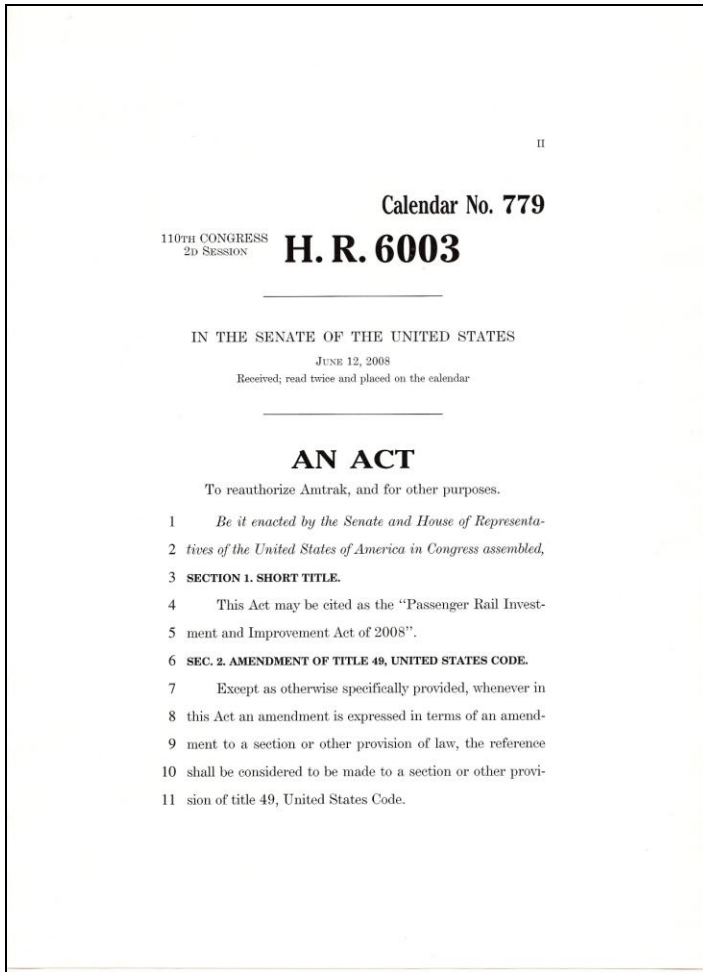 II
Calendar No. 779
110TH CONGRESS
2D SESSION
H. R. 6003
IN THE SENATE OF THE UNITED STATES
JUNE 12, 2008
Received; read twice and placed on the calendar
AN ACT
To reauthorize Amtrak, and for other purposes.
1 Be it enacted by the Senate and House of Representa-
2 tives of the United States of America in Congress assembled,
3 SECTION 1. SHORT TITLE.
4 This Act may be cited as the “Passenger Rail Invest-
5 ment and Improvement Act of 2008”.
6 SEC. 2. AMENDMENT OF TITLE 49, UNITED STATES CODE.
7 Except as otherwise specifically provided, whenever in
8 this Act an amendment is expressed in terms of an amend-
9 ment to a section or other provision of law, the reference
10 shall be considered to be made to a section or other provi-
11 sion of title 49, United States Code.